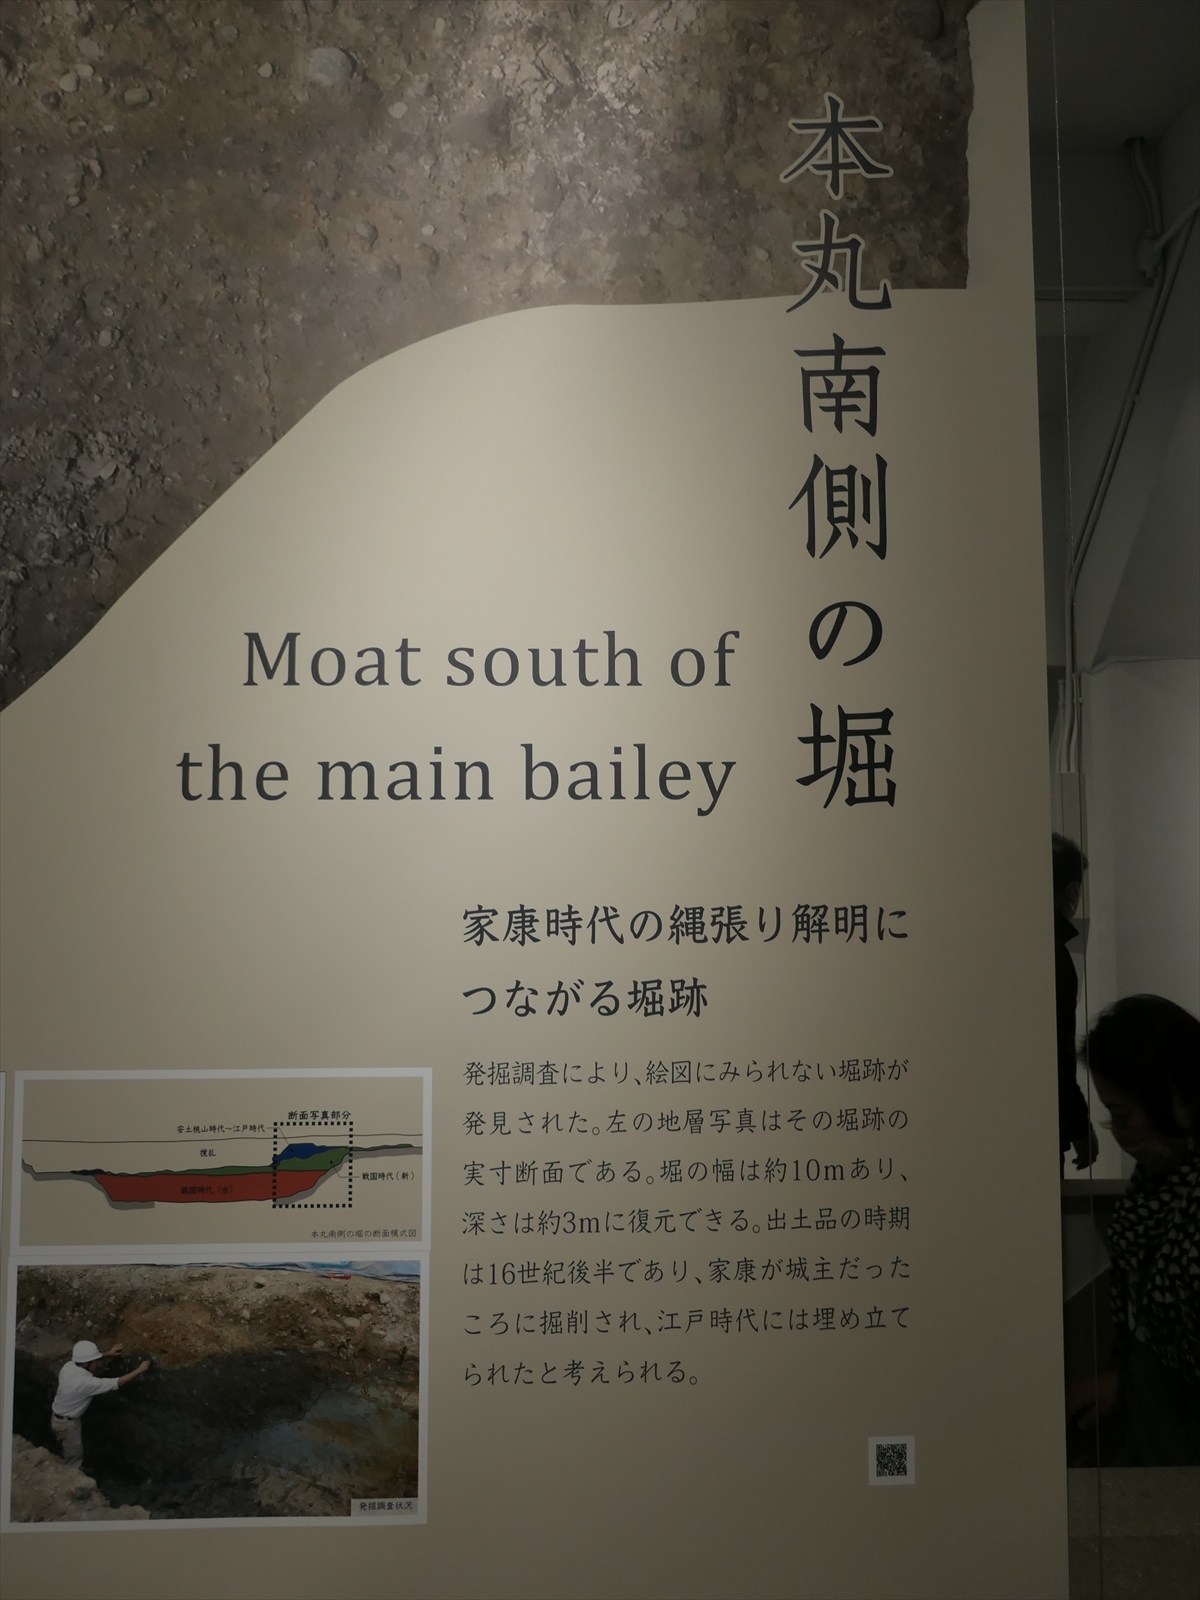 本丸南側の堀
Moat south of
the main bailey
家康時代の縄張り解明に
つながる堀跡
発掘調査により、絵図にみられない堀跡が
発見された。左の地層写真はその堀跡の
実寸断面である。堀の幅は約10mあり、
深さは約3mに復元できる。出土品の時期
は16世紀後半であり、家康が城主だった
ころに掘削され、江戸時代には埋め立て
られたと考えられる。
断面写真部分
安土桃山時代～江戸時代
攪乱
戦国時代（新）
戦国時代（古）
本丸南側の堀の断面模式図
発掘調査状況